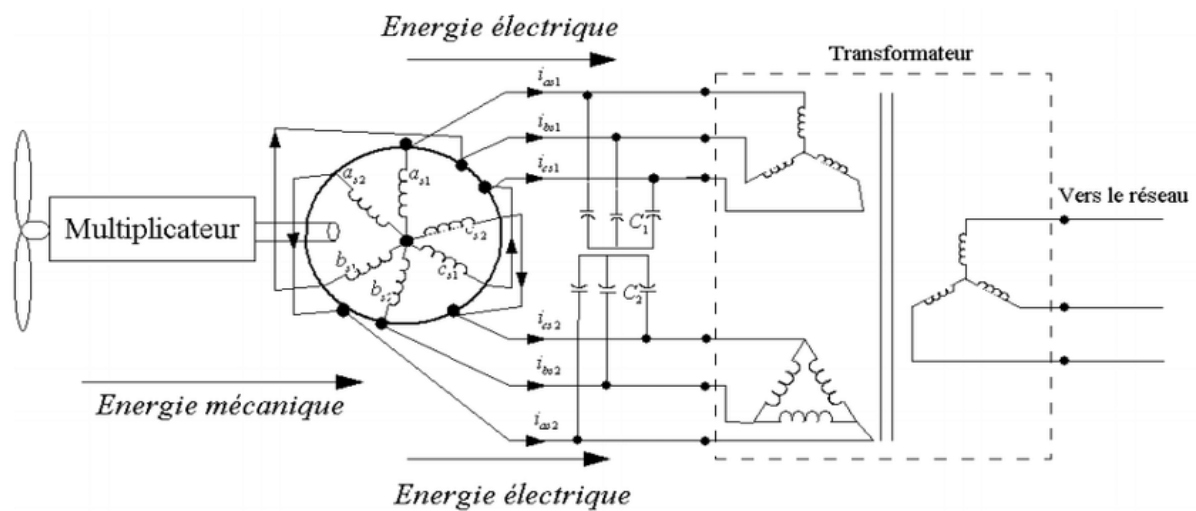 Energie électrique
Transformateur
i_as1
i_bs1
i_cs1
a_s2
a_s1
Vers le réseau
Multiplicateur
c_s2
C_1
b_s1
c_s1
b_s2
C_2
i_cs2
i_bs2
i_as2
Energie mécanique
Energie électrique